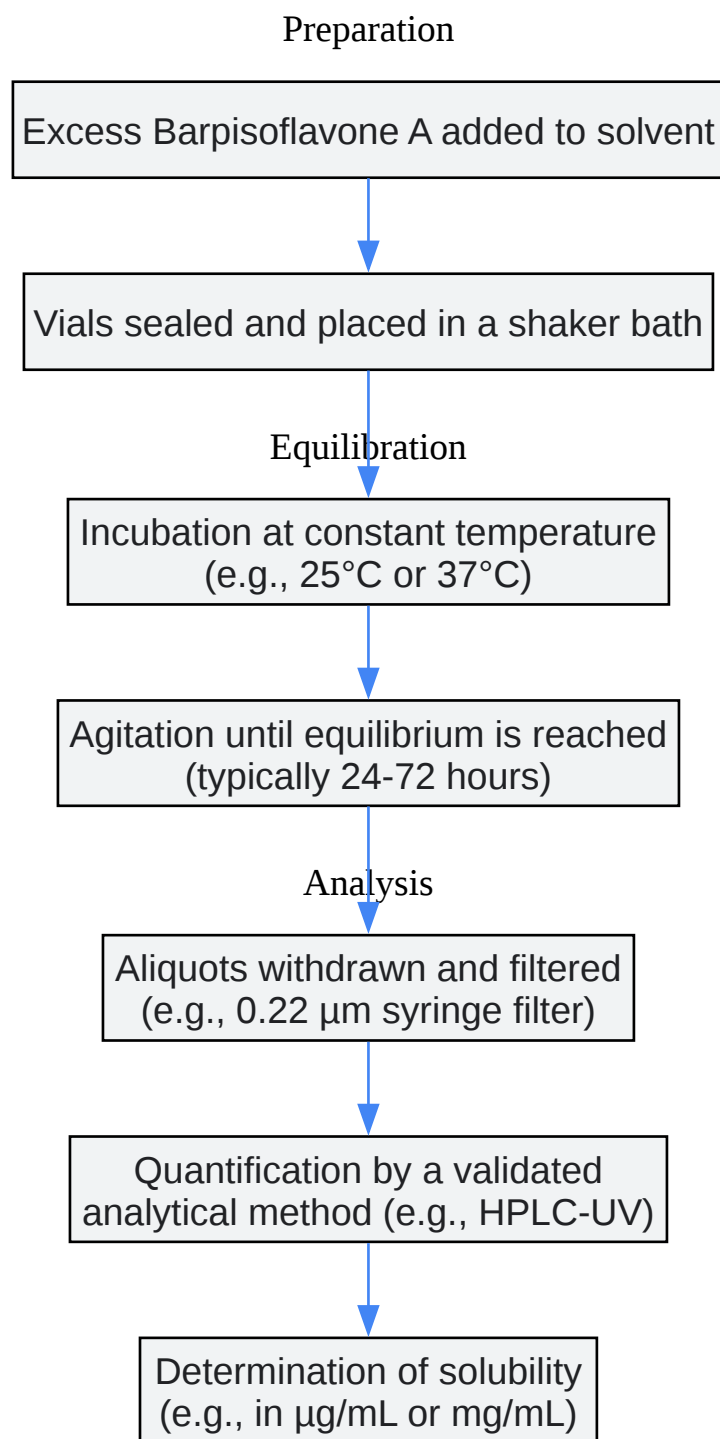 Preparation
Excess Barpisoflavone A added to solvent
Vials sealed and placed in a shaker bath
Equilibration
Incubation at constant temperature
(e.g., 25°C or 37°C)
Agitation until equilibrium is reached
(typically 24-72 hours)
Analysis
Aliquots withdrawn and filtered
(e.g., 0.22 µm syringe filter)
Quantification by a validated
analytical method (e.g., HPLC-UV)
Determination of solubility
(e.g., in µg/mL or mg/mL)